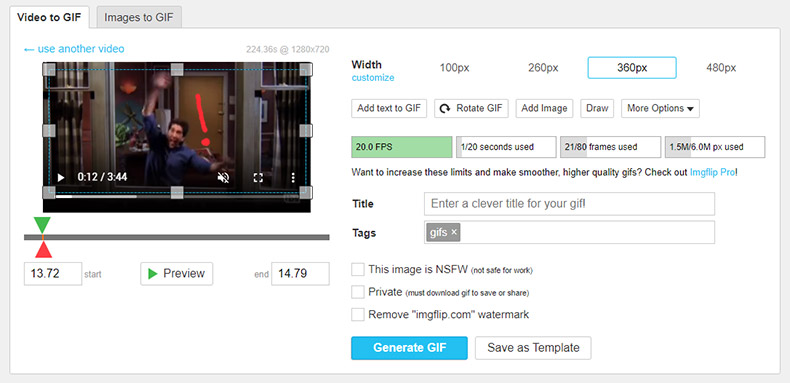 Video to GIF Images to GIF
← use another video 224.36s @ 1280x720
0:12 / 3:44
13.72 start Preview end 14.79
Width 100px 260px 360px 480px
customize
Add text to GIF Rotate GIF Add Image Draw More Options
20.0 FPS 1/20 seconds used 21/80 frames used 1.5M/6.0M px used
Want to increase these limits and make smoother, higher quality gifs? Check out Imgflip Pro!
Title Enter a clever title for your gif!
Tags gifs ×
This image is NSFW (not safe for work)
Private (must download gif to save or share)
Remove "imgflip.com" watermark
Generate GIF Save as Template